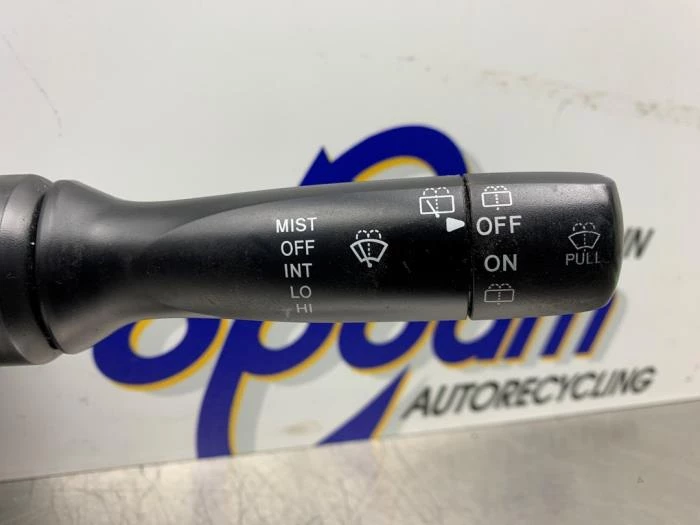 MIST
OFF
INT
LO
HI
OFF
ON
PULL
AUTORECYCLING